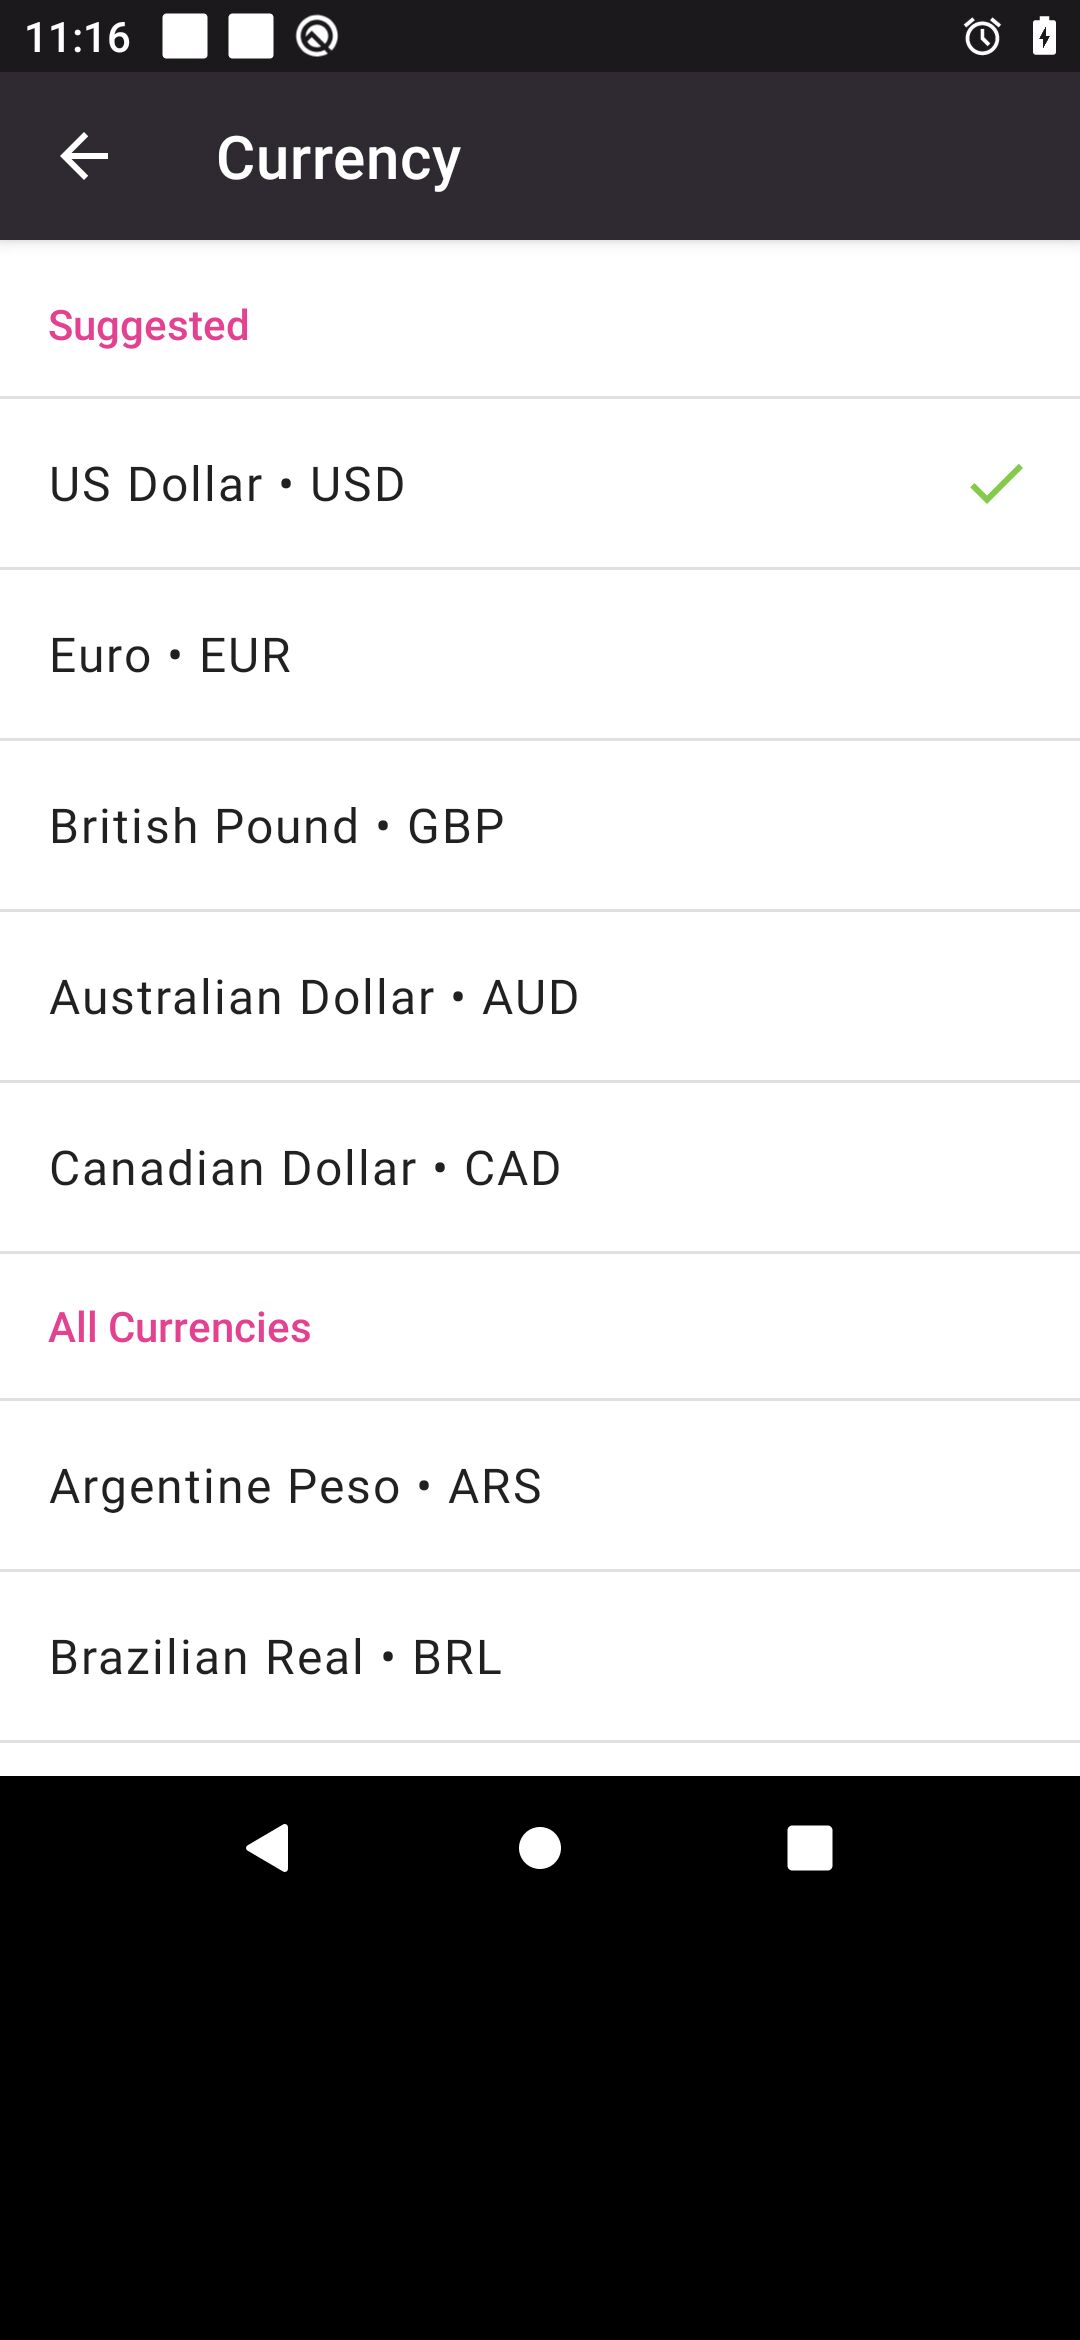 11:16
Currency
Suggested
US Dollar • USD
Euro • EUR
British Pound • GBP
Australian Dollar • AUD
Canadian Dollar • CAD
All Currencies
Argentine Peso • ARS
Brazilian Real • BRL